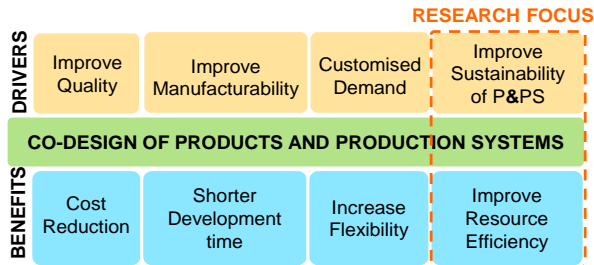 RESEARCH FOCUS
DRIVERS
Improve
Quality
Improve
Manufacturability
Customised
Demand
Improve
Sustainability
of P&PS
CO-DESIGN OF PRODUCTS AND PRODUCTION SYSTEMS
BENEFITS
Cost
Reduction
Shorter
Development
time
Increase
Flexibility
Improve
Resource
Efficiency